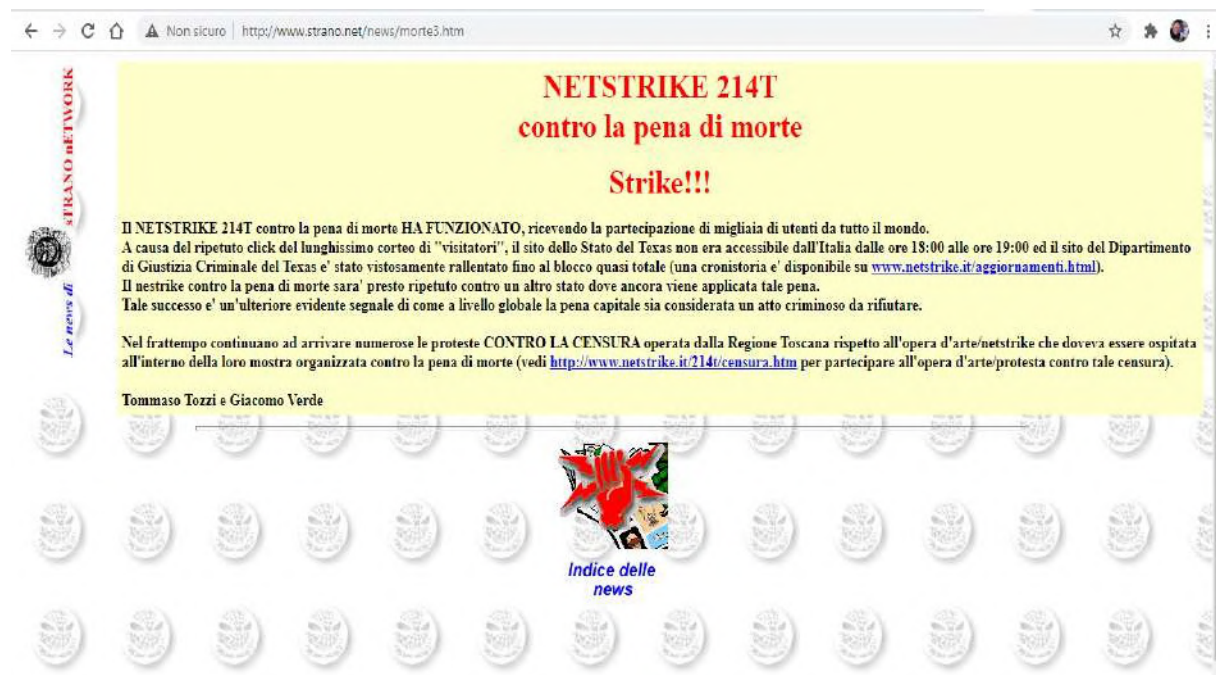 Non sicuro | http://www.strano.net/news/morte3.htm
Le news di sTRANO nETWORK
NETSTRIKE 214T
contro la pena di morte
Strike!!!
Il NETSTRIKE 214T contro la pena di morte HA FUNZIONATO, ricevendo la partecipazione di migliaia di utenti da tutto il mondo.
A causa del ripetuto click del lunghissimo corteo di "visitatori", il sito dello Stato del Texas non era accessibile dall'Italia dalle ore 18:00 alle ore 19:00 ed il sito del Dipartimento
di Giustizia Criminale del Texas e' stato vistosamente rallentato fino al blocco quasi totale (una cronistoria e' disponibile su www.netstrike.it/aggiornamenti.html).
Il nestrike contro la pena di morte sara' presto ripetuto contro un altro stato dove ancora viene applicata tale pena.
Tale successo e' un'ulteriore evidente segnale di come a livello globale la pena capitale sia considerata un atto criminoso da rifiutare.
Nel frattempo continuano ad arrivare numerose le proteste CONTRO LA CENSURA operata dalla Regione Toscana rispetto all'opera d'arte/netstrike che doveva essere ospitata
all'interno della loro mostra organizzata contro la pena di morte (vedi http://www.netstrike.it/214t/censura.htm per partecipare all'opera d'arte/protesta contro tale censura).
Tommaso Tozzi e Giacomo Verde
Indice delle
news